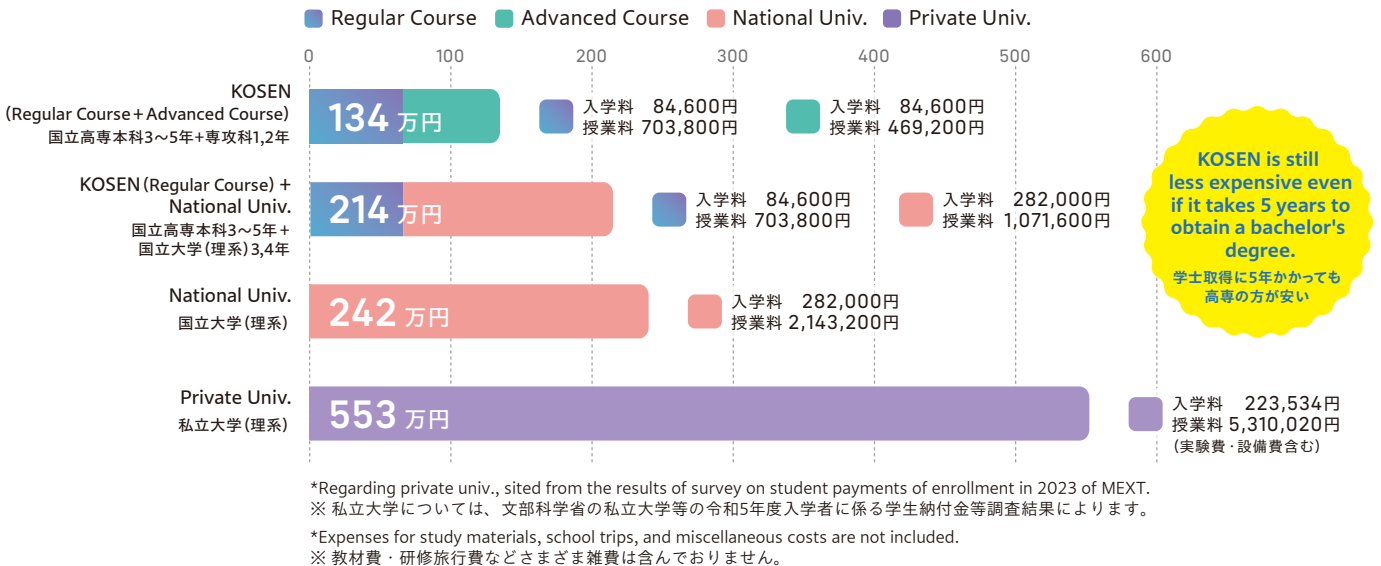 Regular Course Advanced Course National Univ. Private Univ.
0 100 200 300 400 500 600
KOSEN
(Regular Course+Advanced Course)
国立高専本科3〜5年+専攻科1,2年
134 万円
入学料 84,600円
授業料 703,800円
入学料 84,600円
授業料 469,200円
KOSEN (Regular Course) +
National Univ.
国立高専本科3〜5年+
国立大学(理系)3,4年
214 万円
入学料 84,600円
授業料 703,800円
入学料 282,000円
授業料 1,071,600円
National Univ.
国立大学(理系)
242 万円
入学料 282,000円
授業料 2,143,200円
Private Univ.
私立大学(理系)
553 万円
入学料 223,534円
授業料 5,310,020円
(実験費・設備費含む)
KOSEN is still
less expensive even
if it takes 5 years to
obtain a bachelor's
degree.
学士取得に5年かかっても
高専の方が安い
*Regarding private univ., sited from the results of survey on student payments of enrollment in 2023 of MEXT.
※ 私立大学については、文部科学省の私立大学等の令和5年度入学者に係る学生納付金等調査結果によります。
*Expenses for study materials, school trips, and miscellaneous costs are not included.
※ 教材費・研修旅行費などさまざま雑費は含んでおりません。